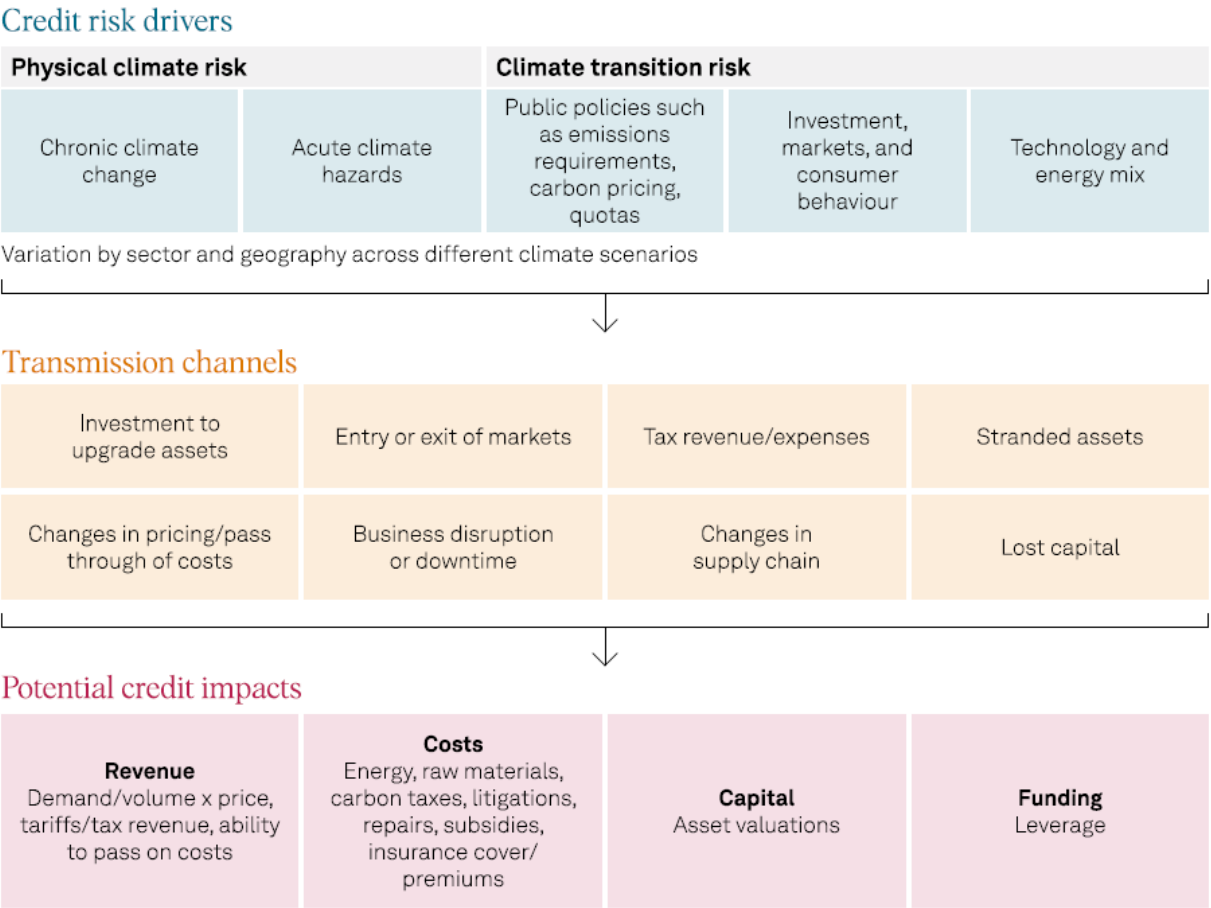 Credit risk drivers
Physical climate risk
Climate transition risk
Chronic climate
change
Acute climate
hazards
Public policies such
as emissions
requirements,
carbon pricing,
quotas
Investment,
markets, and
consumer
behaviour
Technology and
energy mix
Variation by sector and geography across different climate scenarios
Transmission channels
Investment to
upgrade assets
Entry or exit of markets
Tax revenue/expenses
Stranded assets
Changes in pricing/pass
through of costs
Business disruption
or downtime
Changes in
supply chain
Lost capital
Potential credit impacts
Revenue
Demand/volume x price,
tariffs/tax revenue, ability
to pass on costs
Costs
Energy, raw materials,
carbon taxes, litigations,
repairs, subsidies,
insurance cover/
premiums
Capital
Asset valuations
Funding
Leverage